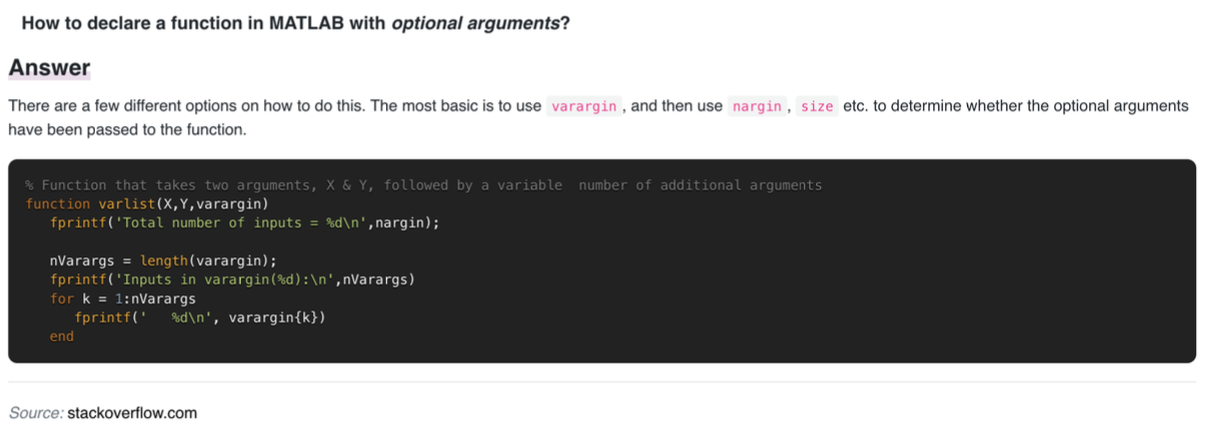 How to declare a function in MATLAB with optional arguments?
Answer
There are a few different options on how to do this. The most basic is to use varargin , and then use nargin , size etc. to determine whether the optional arguments
have been passed to the function.
% Function that takes two arguments, X & Y, followed by a variable  number of additional arguments
function varlist(X,Y,varargin)
   fprintf('Total number of inputs = %d\n',nargin);
   nVarargs = length(varargin);
   fprintf('Inputs in varargin(%d):\n',nVarargs)
   for k = 1:nVarargs
      fprintf('   %d\n', varargin{k})
   end
Source: stackoverflow.com